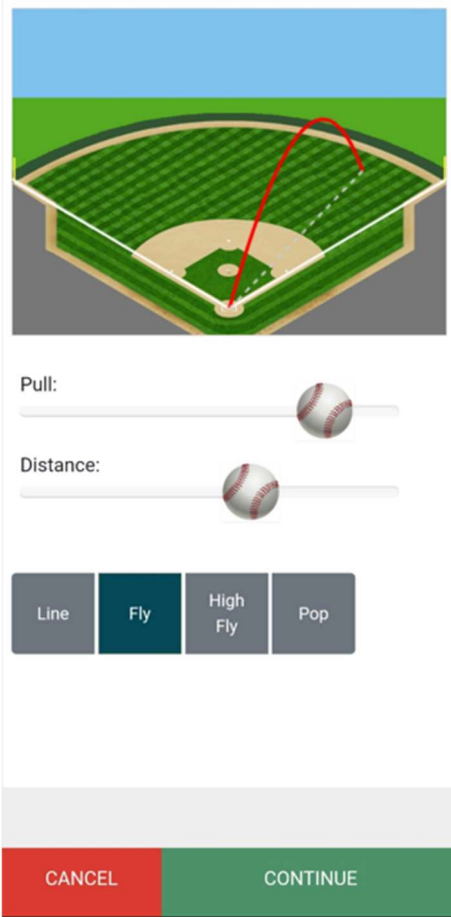 Pull:
Distance:
Line
Fly
High
Fly
Pop
CANCEL
CONTINUE